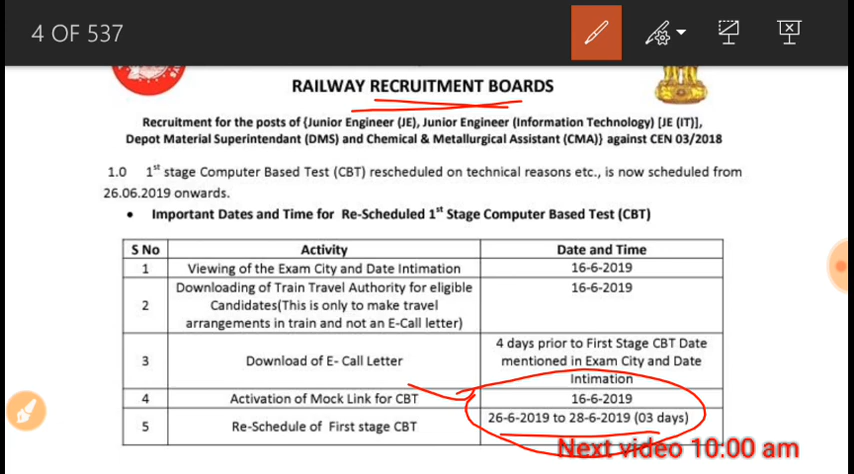 4 OF 537
RAILWAY RECRUITMENT BOARDS
Recruitment for the posts of {Junior Engineer (JE), Junior Engineer (Information Technology) [JE (IT)],
Depot Material Superintendant (DMS) and Chemical & Metallurgical Assistant (CMA)} against CEN 03/2018
1.0 1st stage Computer Based Test (CBT) rescheduled on technical reasons etc., is now scheduled from
26.06.2019 onwards.
• Important Dates and Time for Re-Scheduled 1st Stage Computer Based Test (CBT)
S No Activity Date and Time
1 Viewing of the Exam City and Date Intimation 16-6-2019
2 Downloading of Train Travel Authority for eligible 16-6-2019
Candidates(This is only to make travel
arrangements in train and not an E-Call letter)
3 Download of E- Call Letter 4 days prior to First Stage CBT Date
mentioned in Exam City and Date
Intimation
4 Activation of Mock Link for CBT 16-6-2019
5 Re-Schedule of First stage CBT 26-6-2019 to 28-6-2019 (03 days)
Next video 10:00 am